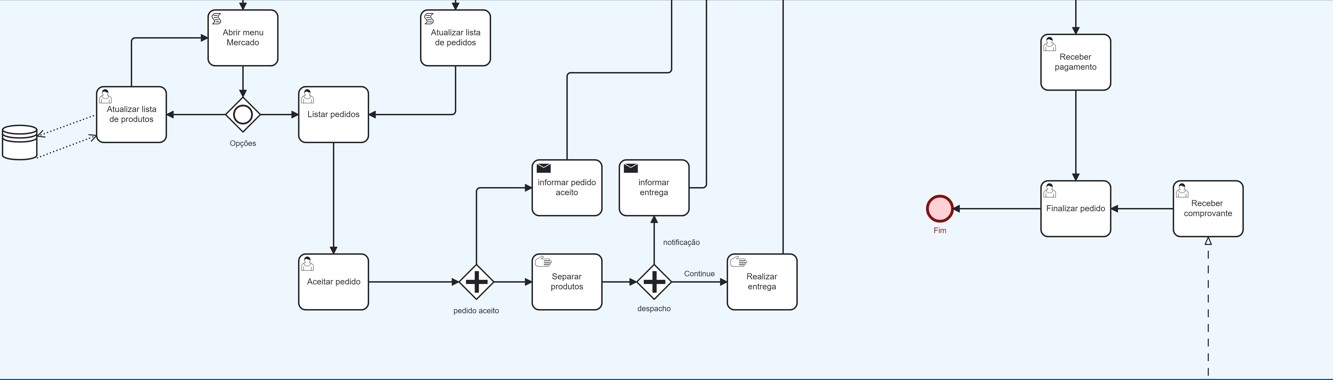 Abrir menu
Mercado
Atualizar lista
de pedidos
Receber
pagamento
Atualizar lista
de produtos
Opções
Listar pedidos
informar pedido
aceito
informar
entrega
Finalizar pedido
Receber
comprovante
Fim
notificação
Aceitar pedido
pedido aceito
Separar
produtos
despacho
Continue
Realizar
entrega